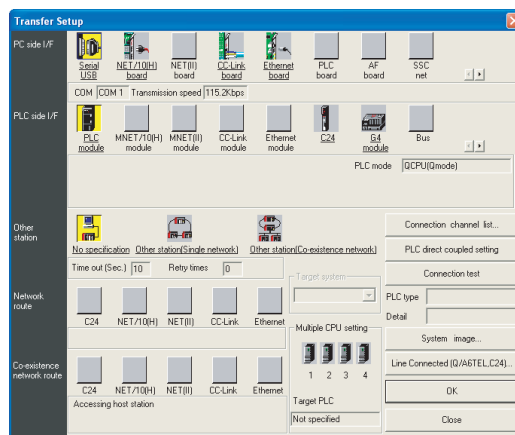 Transfer Setup
PC side I/F
Serial USB
NET/10(H) board
NET(II) board
CC-Link board
Ethernet board
PLC board
AF board
SSC net
COM COM 1 Transmission speed 115.2Kbps
PLC side I/F
PLC module
MNET/10(H) module
MNET(II) module
CC-Link module
Ethernet module
C24
G4 module
Bus
PLC mode QCPU(Qmode)
Other station
No specification
Other station(Single network)
Other station(Co-existence network)
Time out (Sec.) 10 Retry times 0
Target system
Connection channel list...
PLC direct coupled setting
Connection test
PLC type
Detail
System image...
Line Connected (Q/A6TEL,C24)...
OK
Close
Network route
C24 NET/10(H) NET(II) CC-Link Ethernet
Multiple CPU setting
1 2 3 4
Target PLC
Not specified
Co-existence network route
C24 NET/10(H) NET(II) CC-Link Ethernet
Accessing host station